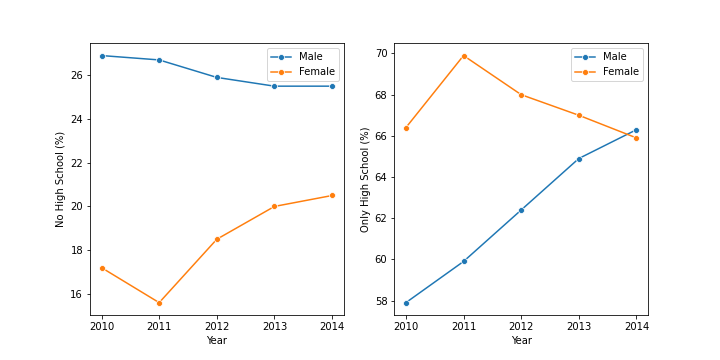 No High School (%)
26
24
22
20
18
16
2010 2011 2012 2013 2014
Year
Male
Female
Only High School (%)
70
68
66
64
62
60
58
2010 2011 2012 2013 2014
Year
Male
Female